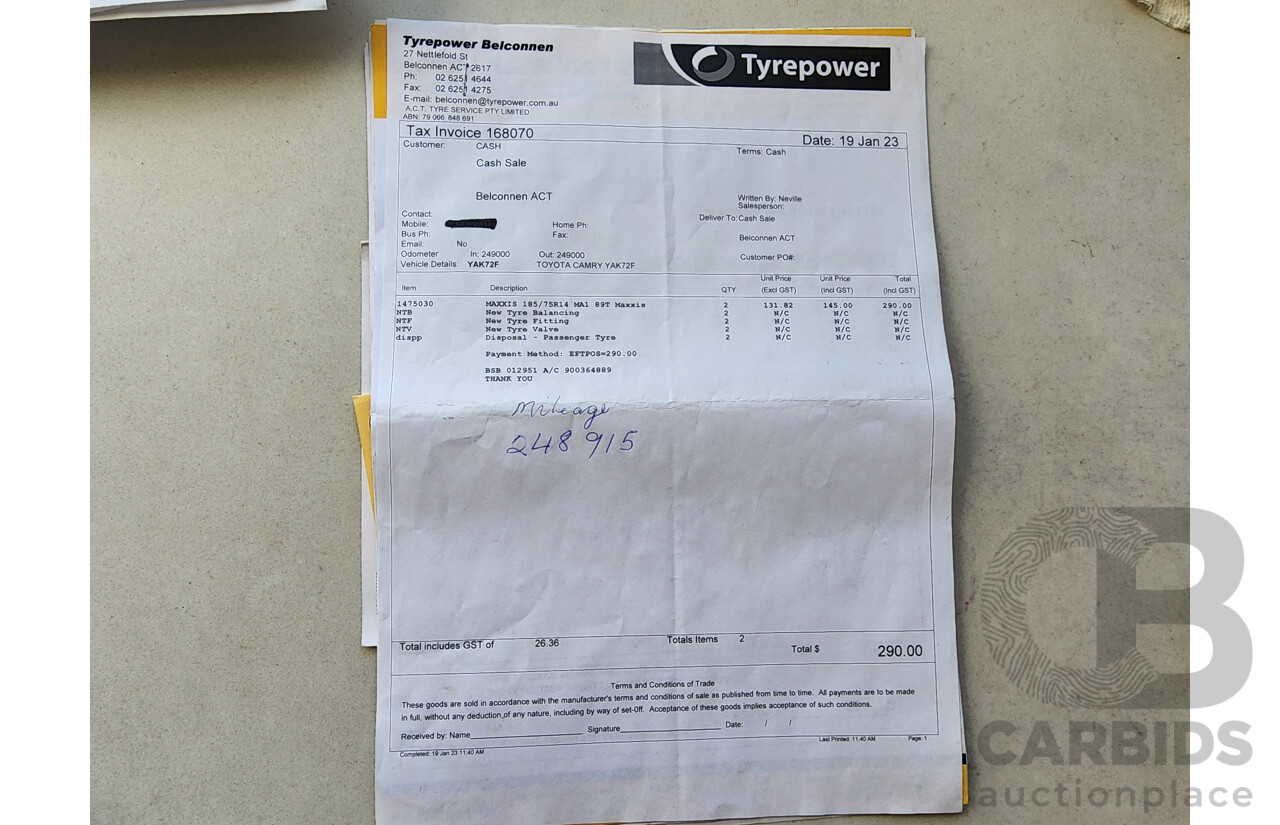 Tyrepower Belconnen
27 Nettlefold St
Belconnen ACT 2617
Ph: 02 6251 4644
Fax: 02 6251 4275
E-mail: belconnen@tyrepower.com.au
A.C.T. TYRE SERVICE PTY LIMITED
ABN: 79 066 848 691
Tyrepower
Tax Invoice 168070 Date: 19 Jan 23
Customer: CASH Terms: Cash
Cash Sale
Belconnen ACT Written By: Neville
Salesperson:
Contact: Deliver To: Cash Sale
Mobile: Home Ph:
Bus Ph: Fax: Belconnen ACT
Email: No
Odometer In: 249000 Out: 249000 Customer PO#:
Vehicle Details: YAK72F TOYOTA CAMRY YAK72F
Item Description QTY Unit Price (Excl GST) Unit Price (Incl GST) Total (Incl GST)
1475030 MAXXIS 185/75R14 MA1 89T Maxxis 2 131.82 145.00 290.00
NTB New Tyre Balancing 2 N/C N/C N/C
NTF New Tyre Fitting 2 N/C N/C N/C
NTV New Tyre Valve 2 N/C N/C N/C
dispp Disposal - Passenger Tyre 2 N/C N/C N/C
Payment Method: EFTPOS=290.00
BSB 012951 A/C 900364889
THANK YOU
Mileage
248 915
Total includes GST of 26.36 Totals Items 2 Total $ 290.00
Terms and Conditions of Trade
These goods are sold in accordance with the manufacturer's terms and conditions of sale as published from time to time. All payments are to be made
in full, without any deduction of any nature, including by way of set-0ff. Acceptance of these goods implies acceptance of such conditions.
Received by: Name Signature Date: / /
Completed: 19 Jan 23 11:40 AM Last Printed: 11:40 AM Page: 1
CB
CARBIDS
auctionplace